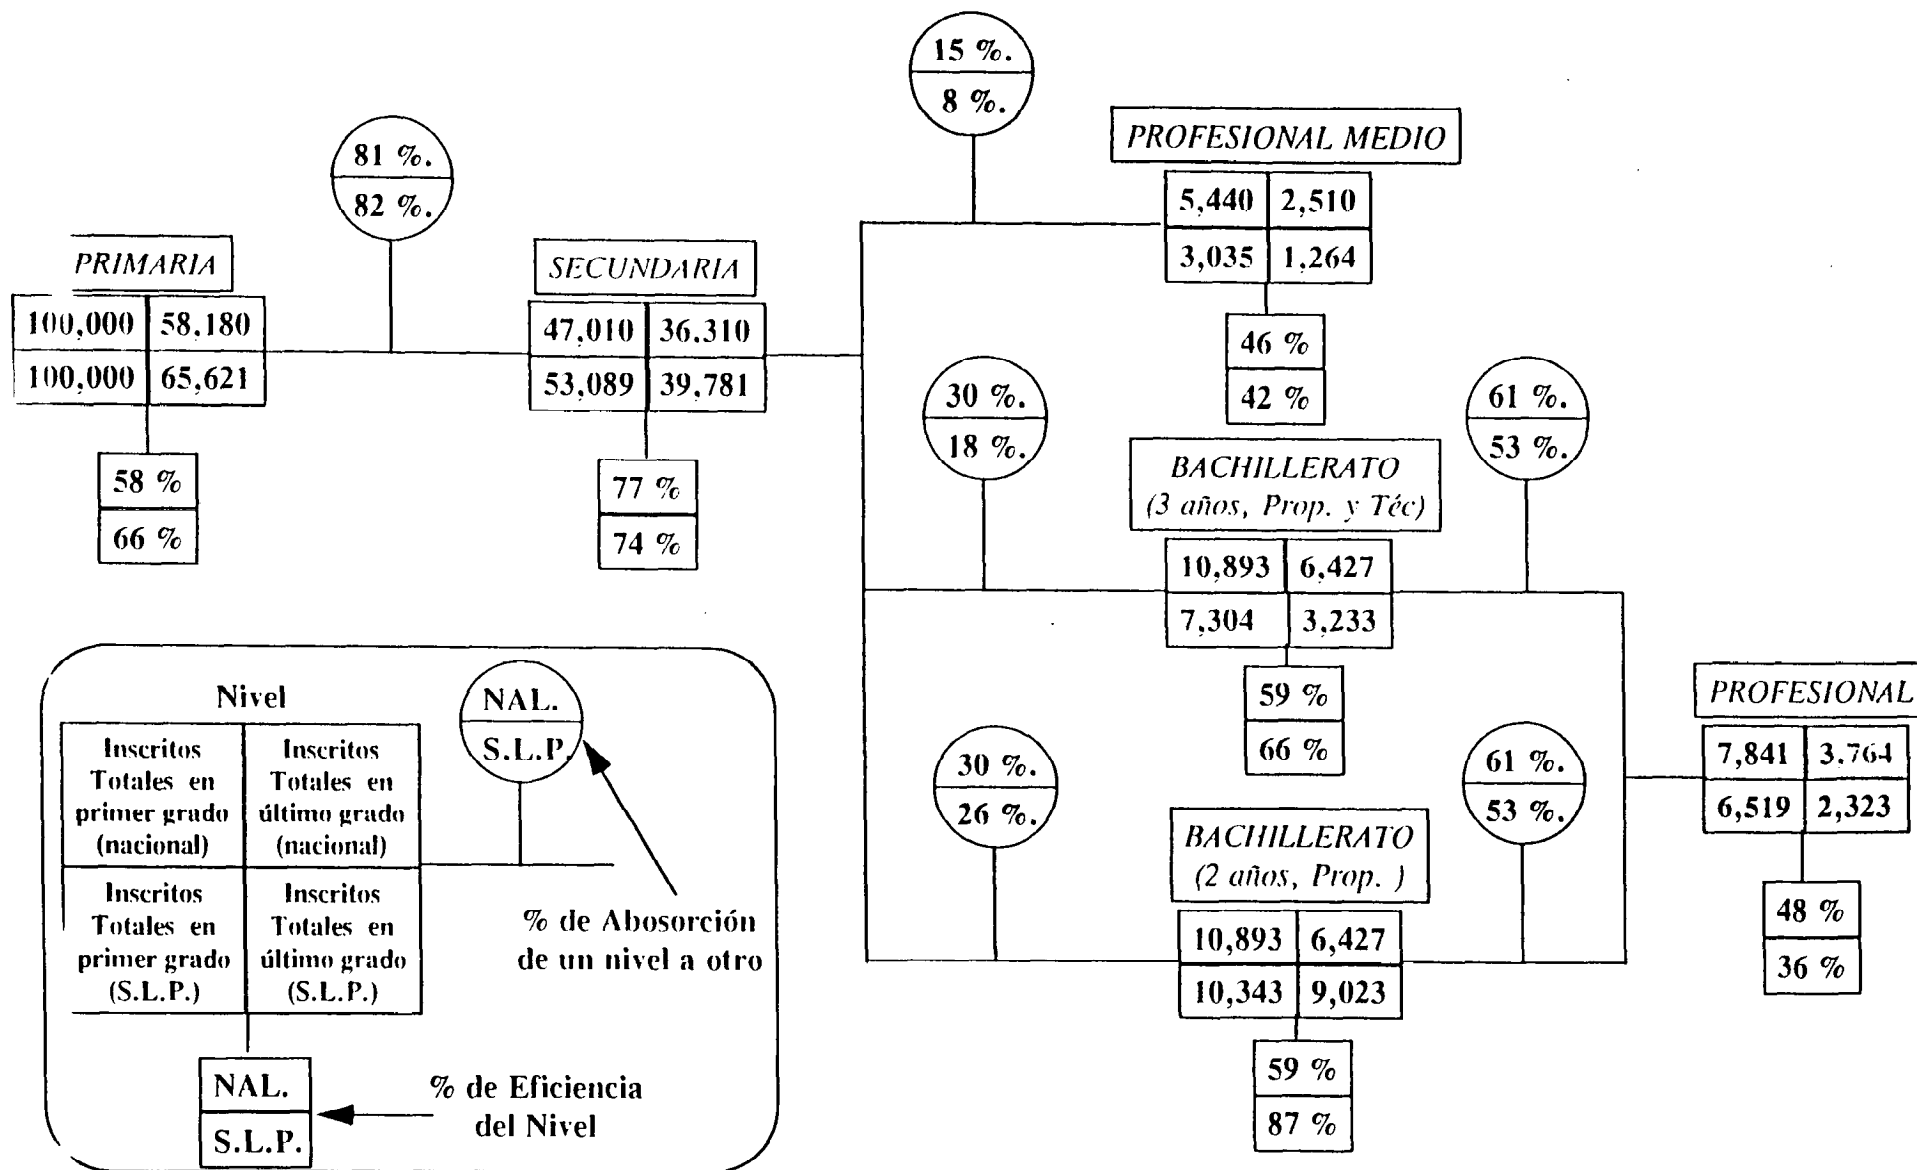 15 %.
8 %.
PROFESIONAL MEDIO
5,440 2,510
3,035 1,264
46 %
42 %
81 %.
82 %.
PRIMARIA
100,000 58,180
100,000 65,621
58 %
66 %
SECUNDARIA
47,010 36,310
53,089 39,781
77 %
74 %
30 %.
18 %.
BACHILLERATO
(3 años, Prop. y Téc)
10,893 6,427
7,304 3,233
59 %
66 %
61 %.
53 %.
30 %.
26 %.
BACHILLERATO
(2 años, Prop. )
10,893 6,427
10,343 9,023
59 %
87 %
61 %.
53 %.
PROFESIONAL
7,841 3.764
6,519 2,323
48 %
36 %
Nivel
Inscritos
Totales en
primer grado
(nacional)
Inscritos
Totales en
último grado
(nacional)
Inscritos
Totales en
primer grado
(S.L.P.)
Inscritos
Totales en
último grado
(S.L.P.)
NAL.
S.L.P.
% de Abosorción
de un nivel a otro
NAL.
S.L.P.
% de Eficiencia
del Nivel